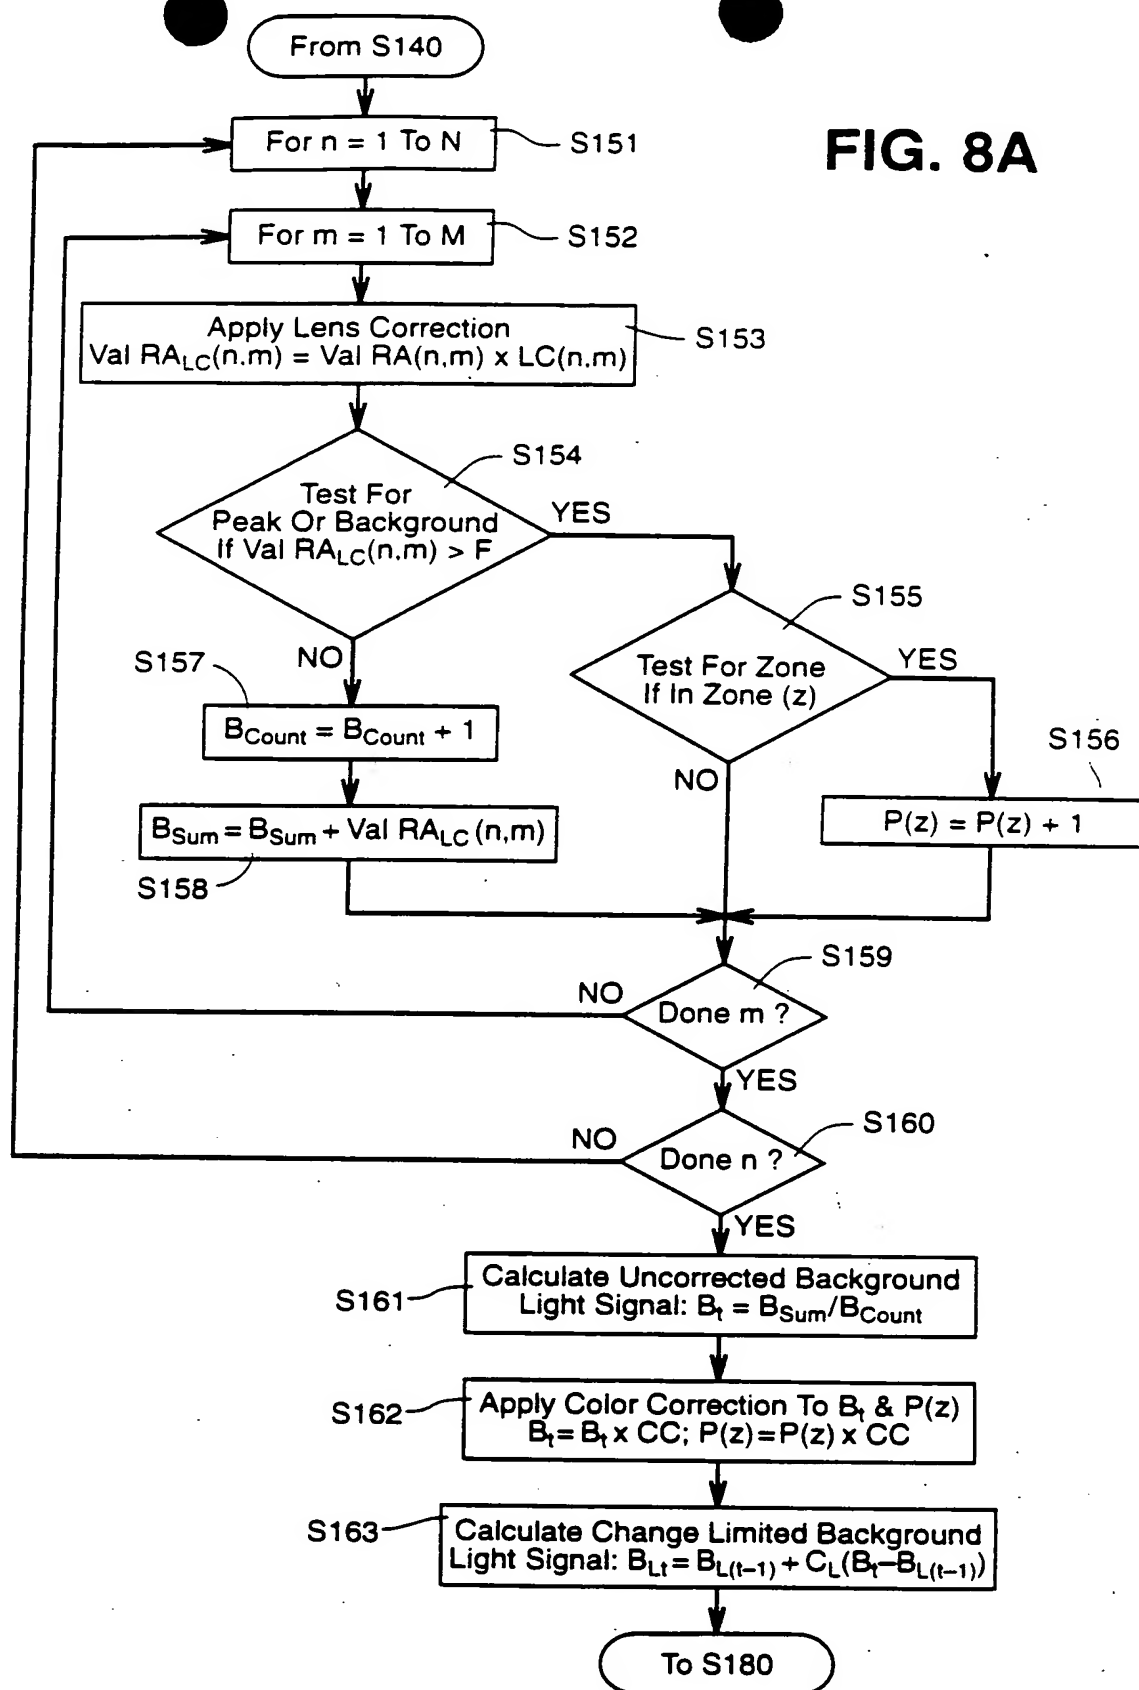 From S140
FIG. 8A
For n = 1 To N
S151
For m = 1 To M
S152
Apply Lens Correction
Val RA_LC(n.m) = Val RA(n,m) x LC(n.m)
S153
S154
Test For
Peak Or Background
If Val RA_LC(n.m) > F
YES
NO
S155
Test For Zone
If In Zone (z)
YES
NO
S156
P(z) = P(z) + 1
S157
B_Count = B_Count + 1
B_Sum = B_Sum + Val RA_LC (n,m)
S158
S159
Done m ?
NO
YES
S160
Done n ?
NO
YES
S161
Calculate Uncorrected Background
Light Signal: B_t = B_Sum/B_Count
S162
Apply Color Correction To B_t & P(z)
B_t = B_t x CC; P(z) = P(z) x CC
S163
Calculate Change Limited Background
Light Signal: B_Lt = B_L(t–1) + C_L(B_t–B_L(t–1))
To S180